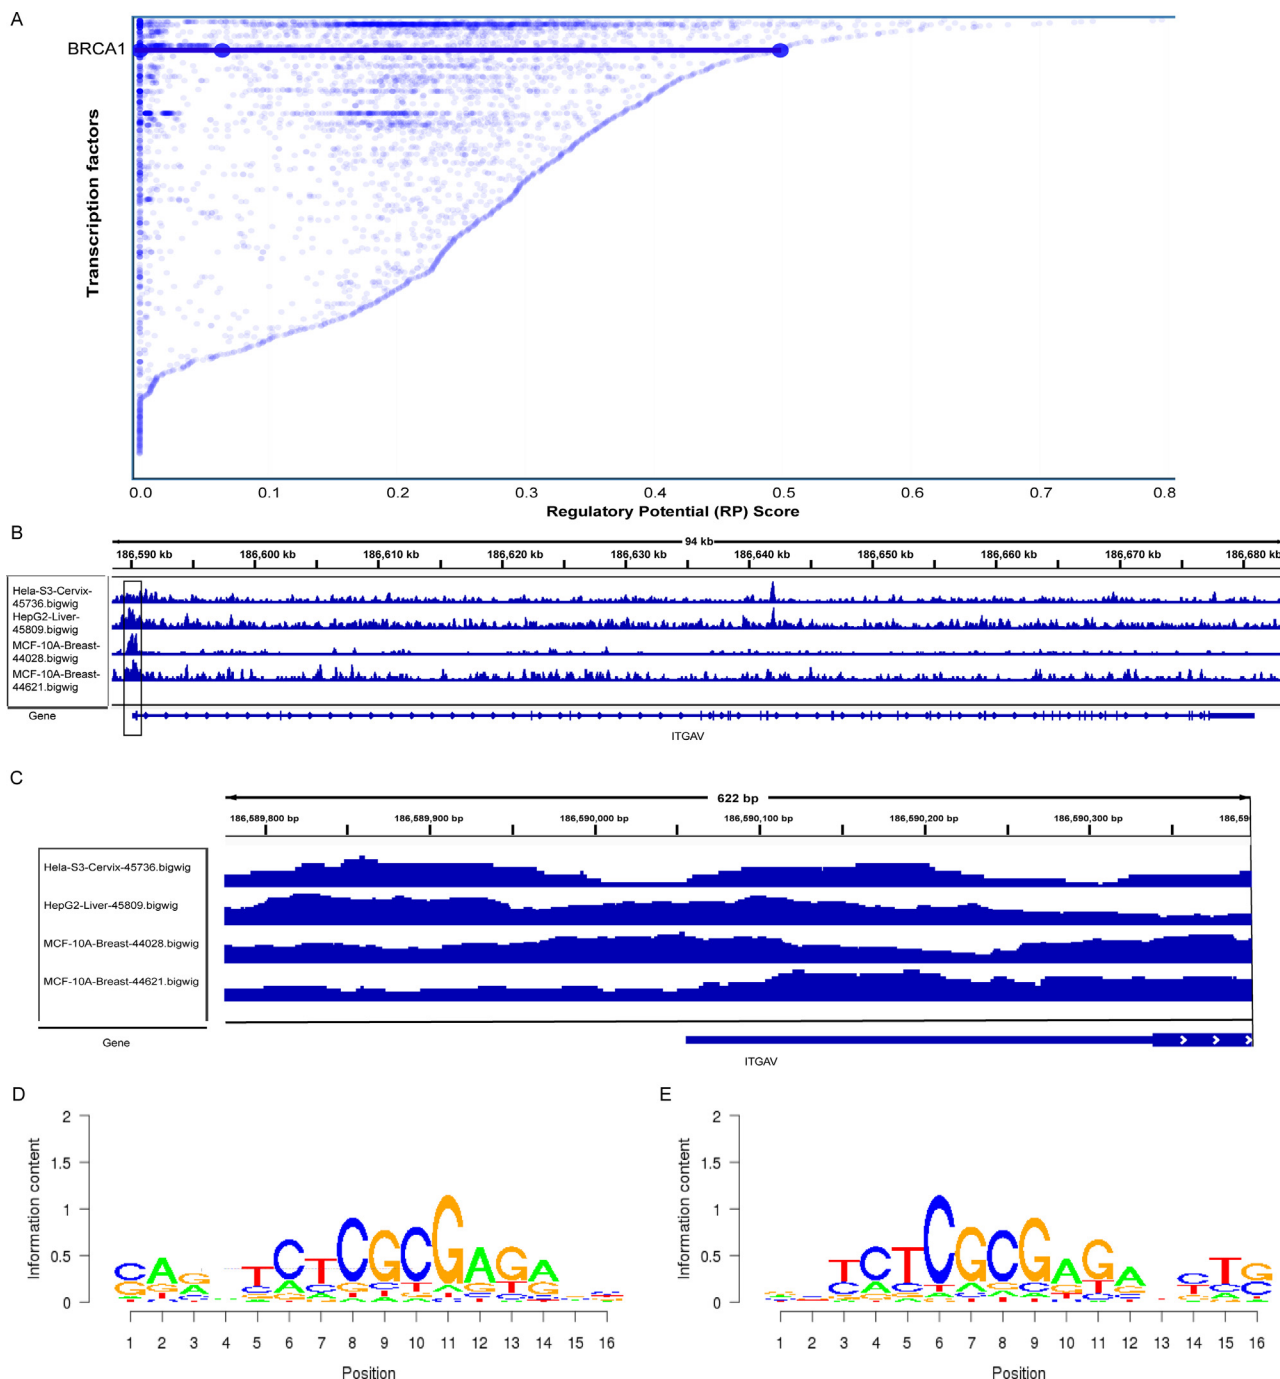 A
BRCA1
Transcription factors
0.0 0.1 0.2 0.3 0.4 0.5 0.6 0.7 0.8
Regulatory Potential (RP) Score
B
94 kb
186,590 kb 186,600 kb 186,610 kb 186,620 kb 186,630 kb 186,640 kb 186,650 kb 186,660 kb 186,670 kb 186,680 kb
Hela-S3-Cervix-
45736.bigwig
HepG2-Liver-
45809.bigwig
MCF-10A-Breast-
44028.bigwig
MCF-10A-Breast-
44621.bigwig
Gene
ITGAV
C
622 bp
186,589,800 bp 186,589,900 bp 186,590,000 bp 186,590,100 bp 186,590,200 bp 186,590,300 bp 186,590
Hela-S3-Cervix-45736.bigwig
HepG2-Liver-45809.bigwig
MCF-10A-Breast-44028.bigwig
MCF-10A-Breast-44621.bigwig
Gene
ITGAV
D
Information content
2
1.5
1
0.5
0
CAG TCTCGCGAGA
1 2 3 4 5 6 7 8 9 10 11 12 13 14 15 16
Position
E
Information content
2
1.5
1
0.5
0
TCTCGCGAGA CTG
1 2 3 4 5 6 7 8 9 10 11 12 13 14 15 16
Position